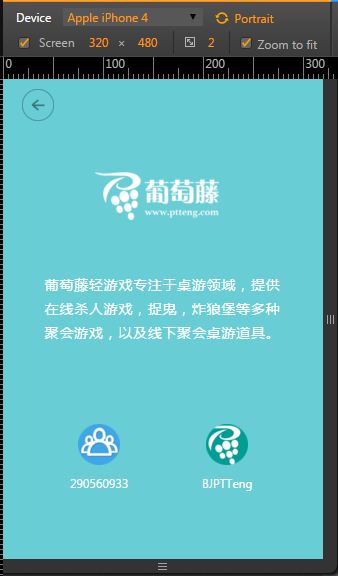 Device Apple iPhone 4 Portrait
Screen 320 × 480 2 Zoom to fit
0 100 200 300
葡萄藤
www.ptteng.com
葡萄藤轻游戏专注于桌游领域，提供
在线杀人游戏，捉鬼，炸狼堡等多种
聚会游戏，以及线下聚会桌游道具。
290560933 BJPTTeng